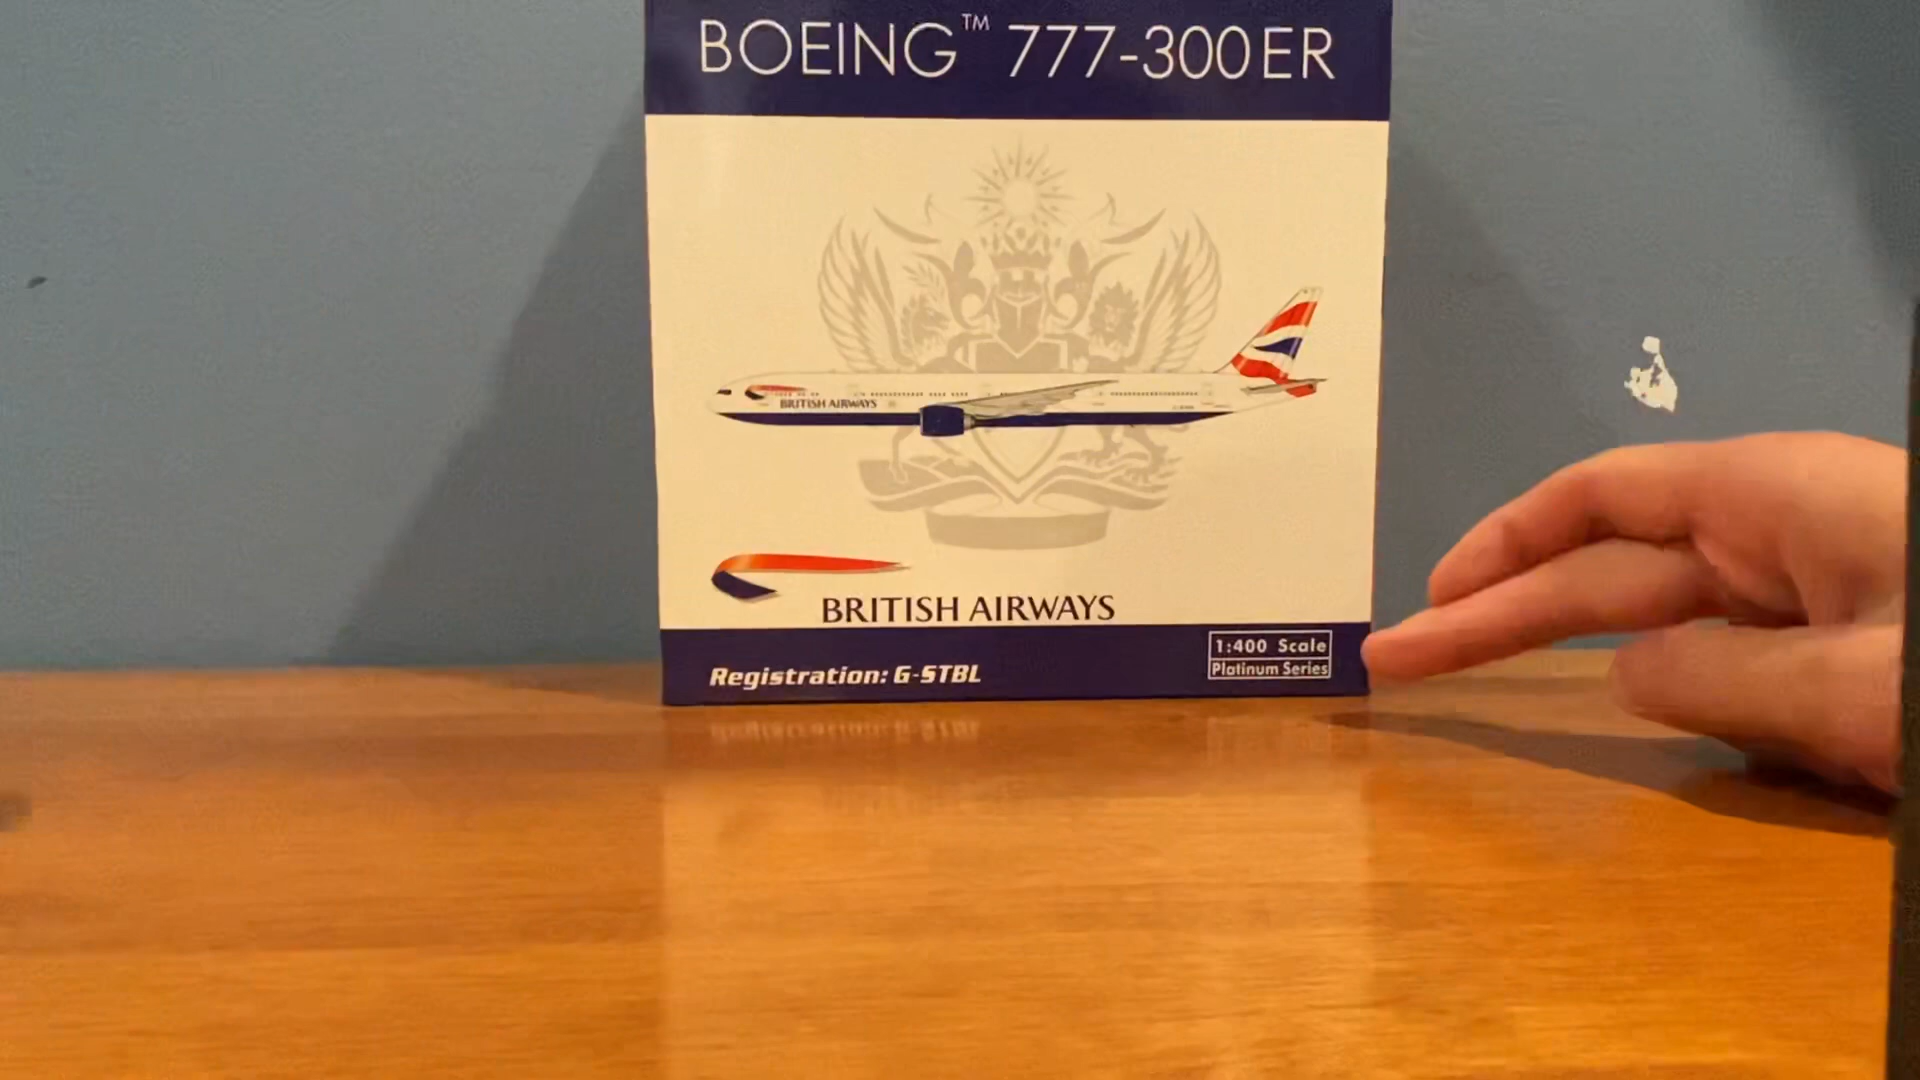 BOEING™ 777-300ER
BRITISH AIRWAYS
BRITISH AIRWAYS
Registration: G-STBL
1:400 Scale
Platinum Series